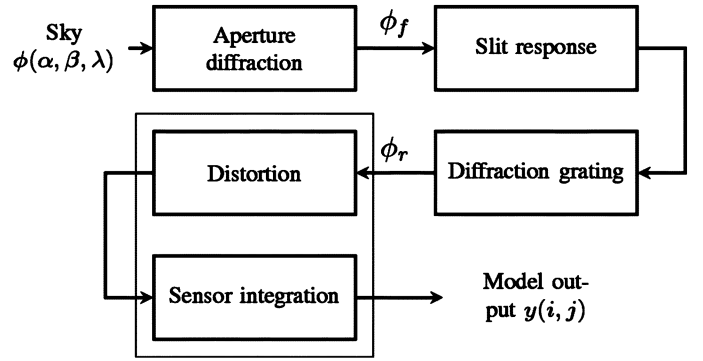 Sky
ϕ(α, β, λ)
Aperture
diffraction
ϕ_f
Slit response
Distortion
ϕ_r
Diffraction grating
Sensor integration
Model out-
put y(i, j)